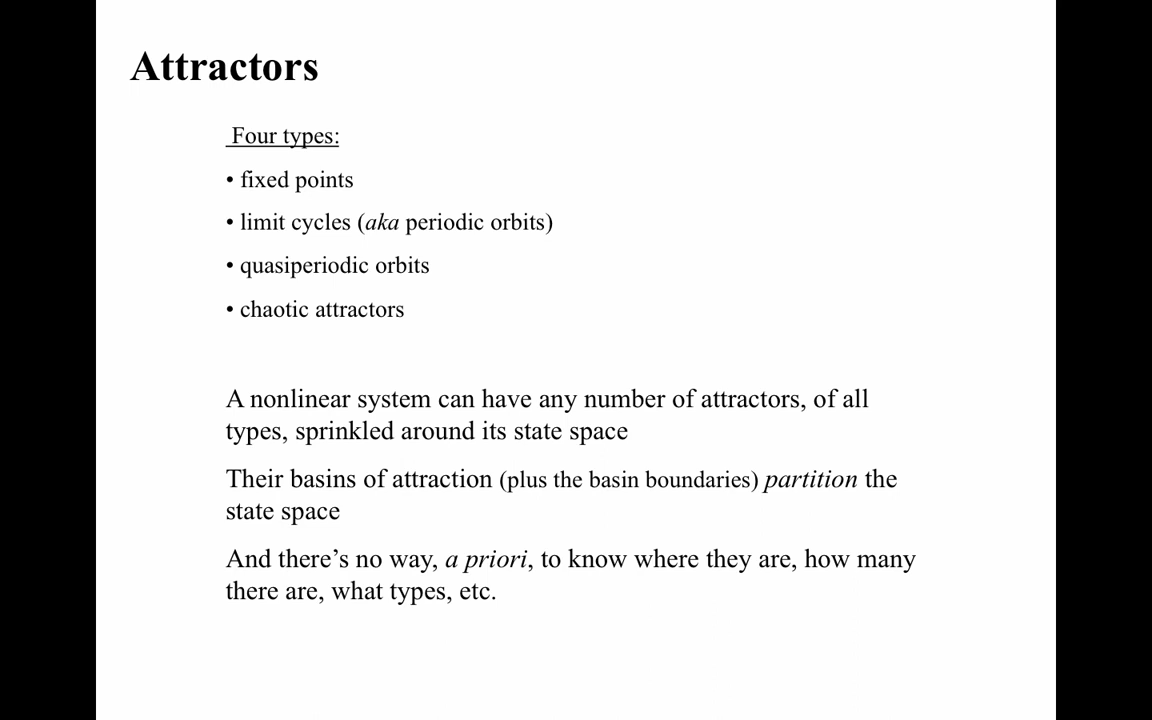 Attractors
Four types:
• fixed points
• limit cycles (aka periodic orbits)
• quasiperiodic orbits
• chaotic attractors
A nonlinear system can have any number of attractors, of all
types, sprinkled around its state space
Their basins of attraction (plus the basin boundaries) partition the
state space
And there’s no way, a priori, to know where they are, how many
there are, what types, etc.